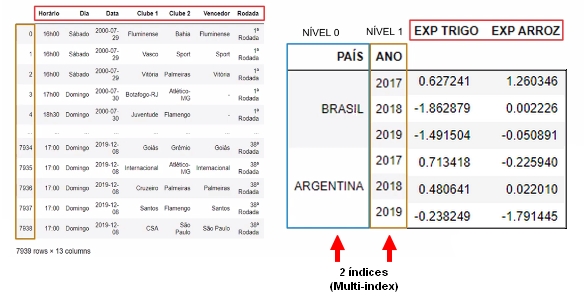 Horário Dia Data Clube 1 Clube 2 Vencedor Rodada
0 16h00 Sábado 2000-07-29 Fluminense Bahia Fluminense 1ª Rodada
1 16h00 Sábado 2000-07-29 Vasco Sport Sport 1ª Rodada
2 16h00 Sábado 2000-07-29 Vitória Palmeiras Vitória 1ª Rodada
3 17h00 Domingo 2000-07-30 Botafogo-RJ Atlético-MG - 1ª Rodada
4 18h30 Domingo 2000-07-30 Juventude Flamengo - 1ª Rodada
... ... ... ... ... ... ... ...
7934 17:00 Domingo 2019-12-08 Goiás Grêmio Goiás 38ª Rodada
7935 17:00 Domingo 2019-12-08 Internacional Atlético-MG Internacional 38ª Rodada
7936 17:00 Domingo 2019-12-08 Cruzeiro Palmeiras Palmeiras 38ª Rodada
7937 17:00 Domingo 2019-12-08 Santos Flamengo Santos 38ª Rodada
7938 17:00 Domingo 2019-12-08 CSA São Paulo São Paulo 38ª Rodada
7939 rows × 13 columns
NÍVEL 0 NÍVEL 1 EXP TRIGO EXP ARROZ
PAÍS ANO
BRASIL 2017 0.627241 1.260346
2018 -1.862879 0.002226
2019 -1.491504 -0.050891
ARGENTINA 2017 0.713418 -0.225940
2018 0.480641 0.022010
2019 -0.238249 -1.791445
2 índices
(Multi-index)